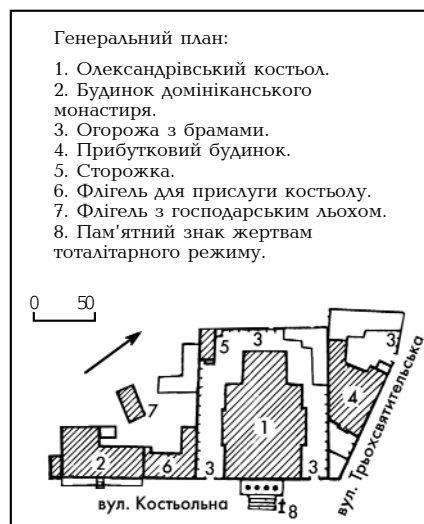 Генеральний план:
1. Олександрівський костьол.
2. Будинок домініканського
монастиря.
3. Огорожа з брамами.
4. Прибутковий будинок.
5. Сторожка.
6. Флігель для прислуги костьолу.
7. Флігель з господарським льохом.
8. Пам'ятний знак жертвам
тоталітарного режиму.
0 50
5 3 3
7 1 4
2 6 3 3
8
вул. Костьольна
вул. Трьохсвятительська